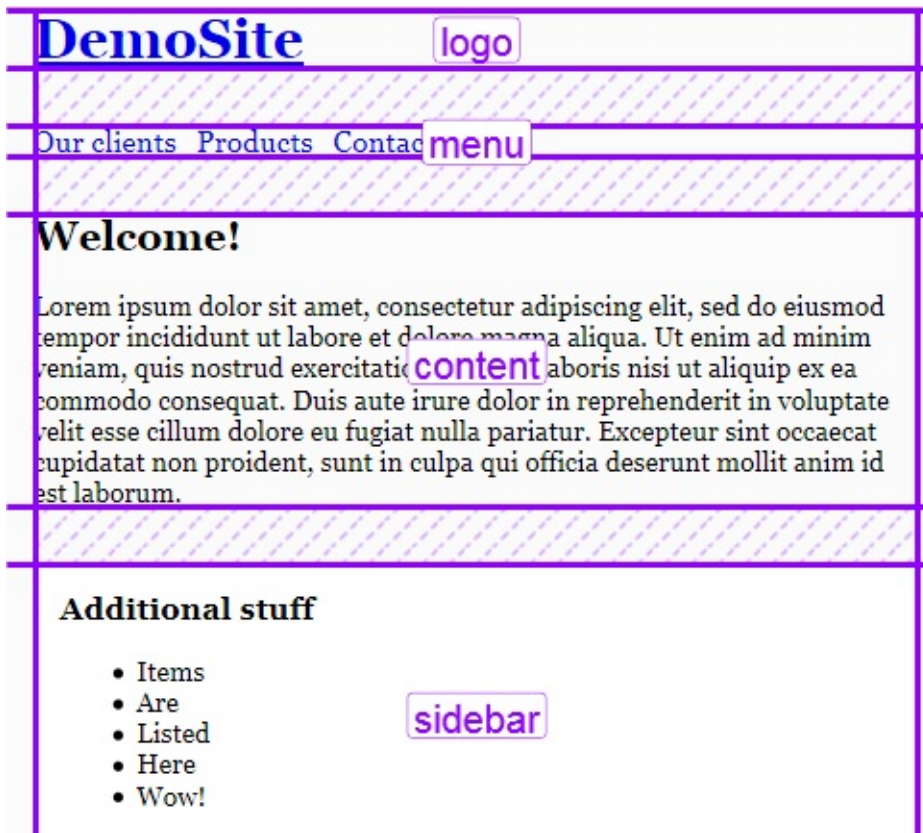 DemoSite
logo
Our clients Products
menu
Welcome!
Lorem ipsum dolor sit amet, consectetur adipiscing elit, sed do eiusmod
tempor incididunt ut labore et dolore magna aliqua. Ut enim ad minim
veniam, quis nostrud
content
laboris nisi ut aliquip ex ea
commodo consequat. Duis aute irure dolor in reprehenderit in voluptate
velit esse cillum dolore eu fugiat nulla pariatur. Excepteur sint occaecat
cupidatat non proident, sunt in culpa qui officia deserunt mollit anim id
est laborum.
Additional stuff
Items
Are
Listed
Here
Wow!
sidebar